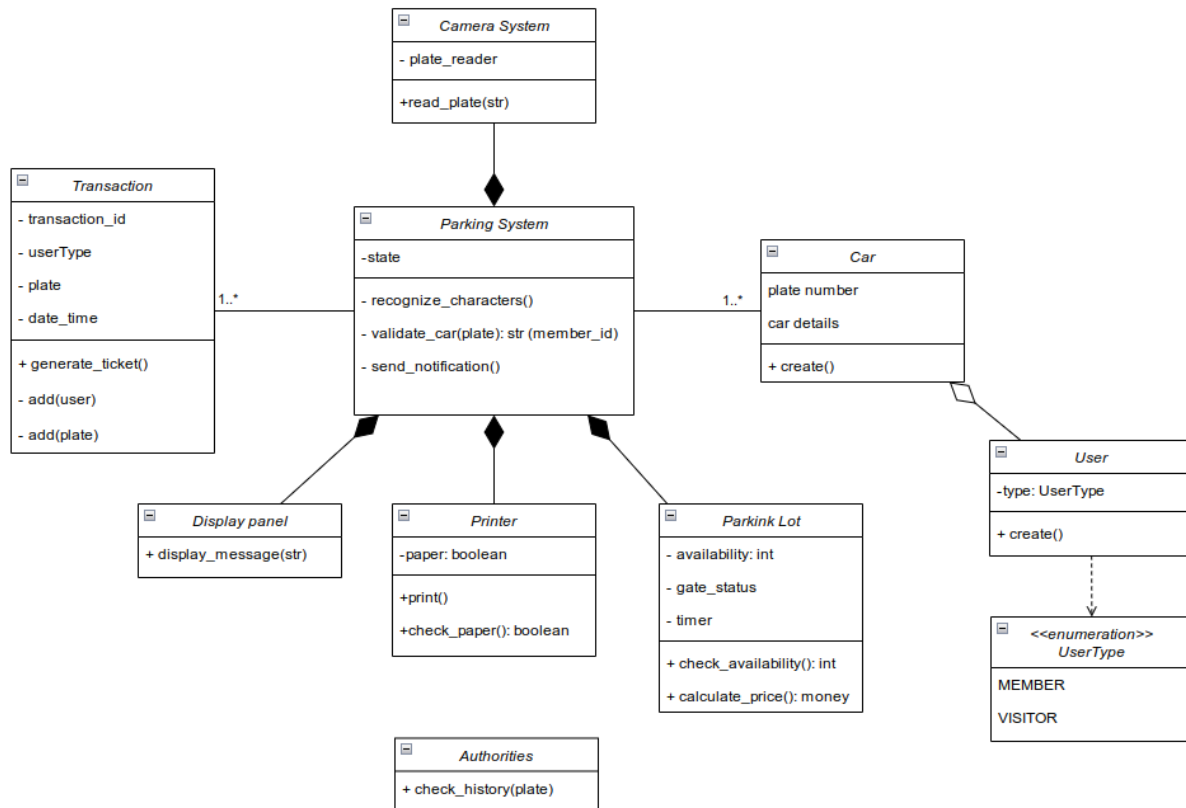 Camera System
- plate_reader
+read_plate(str)
Transaction
- transaction_id
- userType
- plate
- date_time
+ generate_ticket()
- add(user)
- add(plate)
1..*
Parking System
-state
- recognize_characters()
- validate_car(plate): str (member_id)
- send_notification()
1..*
Car
plate number
car details
+ create()
User
-type: UserType
+ create()
Display panel
+ display_message(str)
Printer
-paper: boolean
+print()
+check_paper(): boolean
Parkink Lot
- availability: int
- gate_status
- timer
+ check_availability(): int
+ calculate_price(): money
<<enumeration>>
UserType
MEMBER
VISITOR
Authorities
+ check_history(plate)